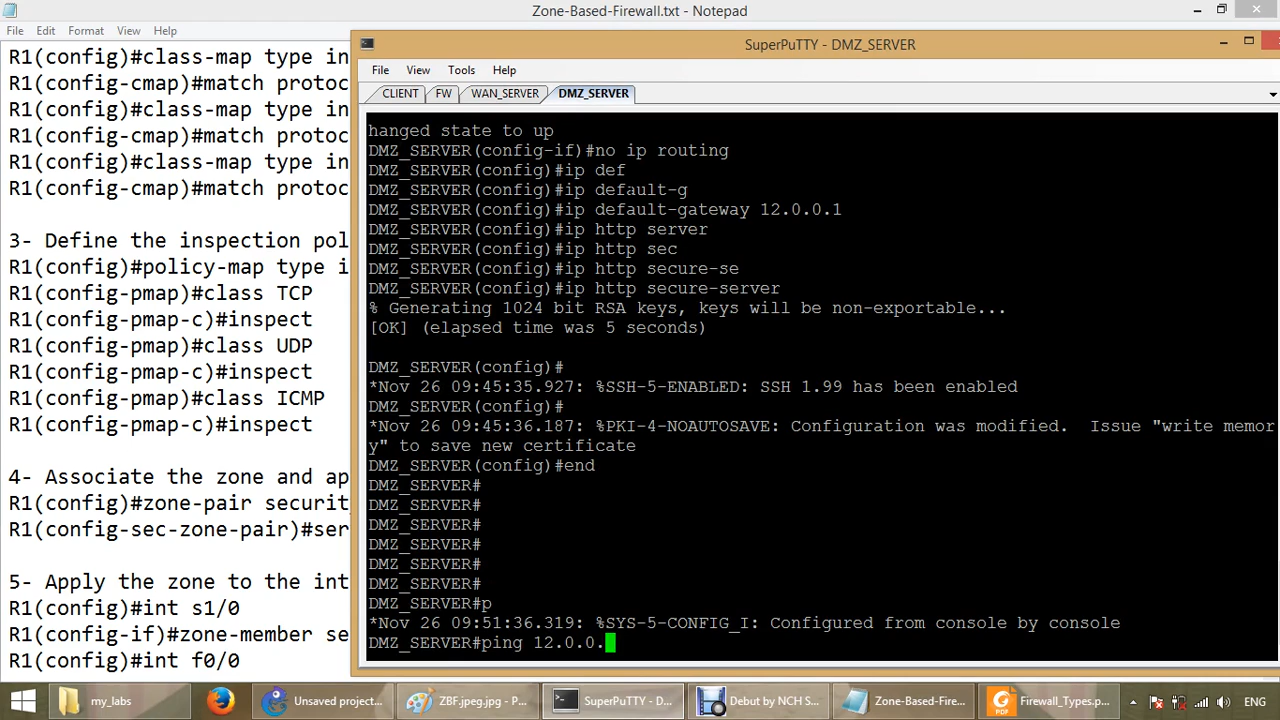 Zone-Based-Firewall.txt - Notepad
File Edit Format View Help
R1(config)#class-map type in
R1(config-cmap)#match protoc
R1(config)#class-map type in
R1(config-cmap)#match protoc
R1(config)#class-map type in
R1(config-cmap)#match protoc
3- Define the inspection pol
R1(config)#policy-map type i
R1(config-pmap)#class TCP
R1(config-pmap-c)#inspect
R1(config-pmap)#class UDP
R1(config-pmap-c)#inspect
R1(config-pmap)#class ICMP
R1(config-pmap-c)#inspect
4- Associate the zone and ap
R1(config)#zone-pair securit
R1(config-sec-zone-pair)#ser
5- Apply the zone to the int
R1(config)#int s1/0
R1(config-if)#zone-member se
R1(config)#int f0/0
SuperPuTTY - DMZ_SERVER
File View Tools Help
CLIENT FW WAN_SERVER DMZ_SERVER
hanged state to up
DMZ_SERVER(config-if)#no ip routing
DMZ_SERVER(config)#ip def
DMZ_SERVER(config)#ip default-g
DMZ_SERVER(config)#ip default-gateway 12.0.0.1
DMZ_SERVER(config)#ip http server
DMZ_SERVER(config)#ip http sec
DMZ_SERVER(config)#ip http secure-se
DMZ_SERVER(config)#ip http secure-server
% Generating 1024 bit RSA keys, keys will be non-exportable...
[OK] (elapsed time was 5 seconds)
DMZ_SERVER(config)#
*Nov 26 09:45:35.927: %SSH-5-ENABLED: SSH 1.99 has been enabled
DMZ_SERVER(config)#
*Nov 26 09:45:36.187: %PKI-4-NOAUTOSAVE: Configuration was modified.  Issue "write memor
y" to save new certificate
DMZ_SERVER(config)#end
DMZ_SERVER#
DMZ_SERVER#
DMZ_SERVER#
DMZ_SERVER#
DMZ_SERVER#
DMZ_SERVER#
DMZ_SERVER#p
*Nov 26 09:51:36.319: %SYS-5-CONFIG_I: Configured from console by console
DMZ_SERVER#ping 12.0.0.
my_labs
Unsaved project...
ZBF.jpeg.jpg - P...
SuperPuTTY - D...
Debut by NCH S...
Zone-Based-Fire...
Firewall_Types.p...
ENG